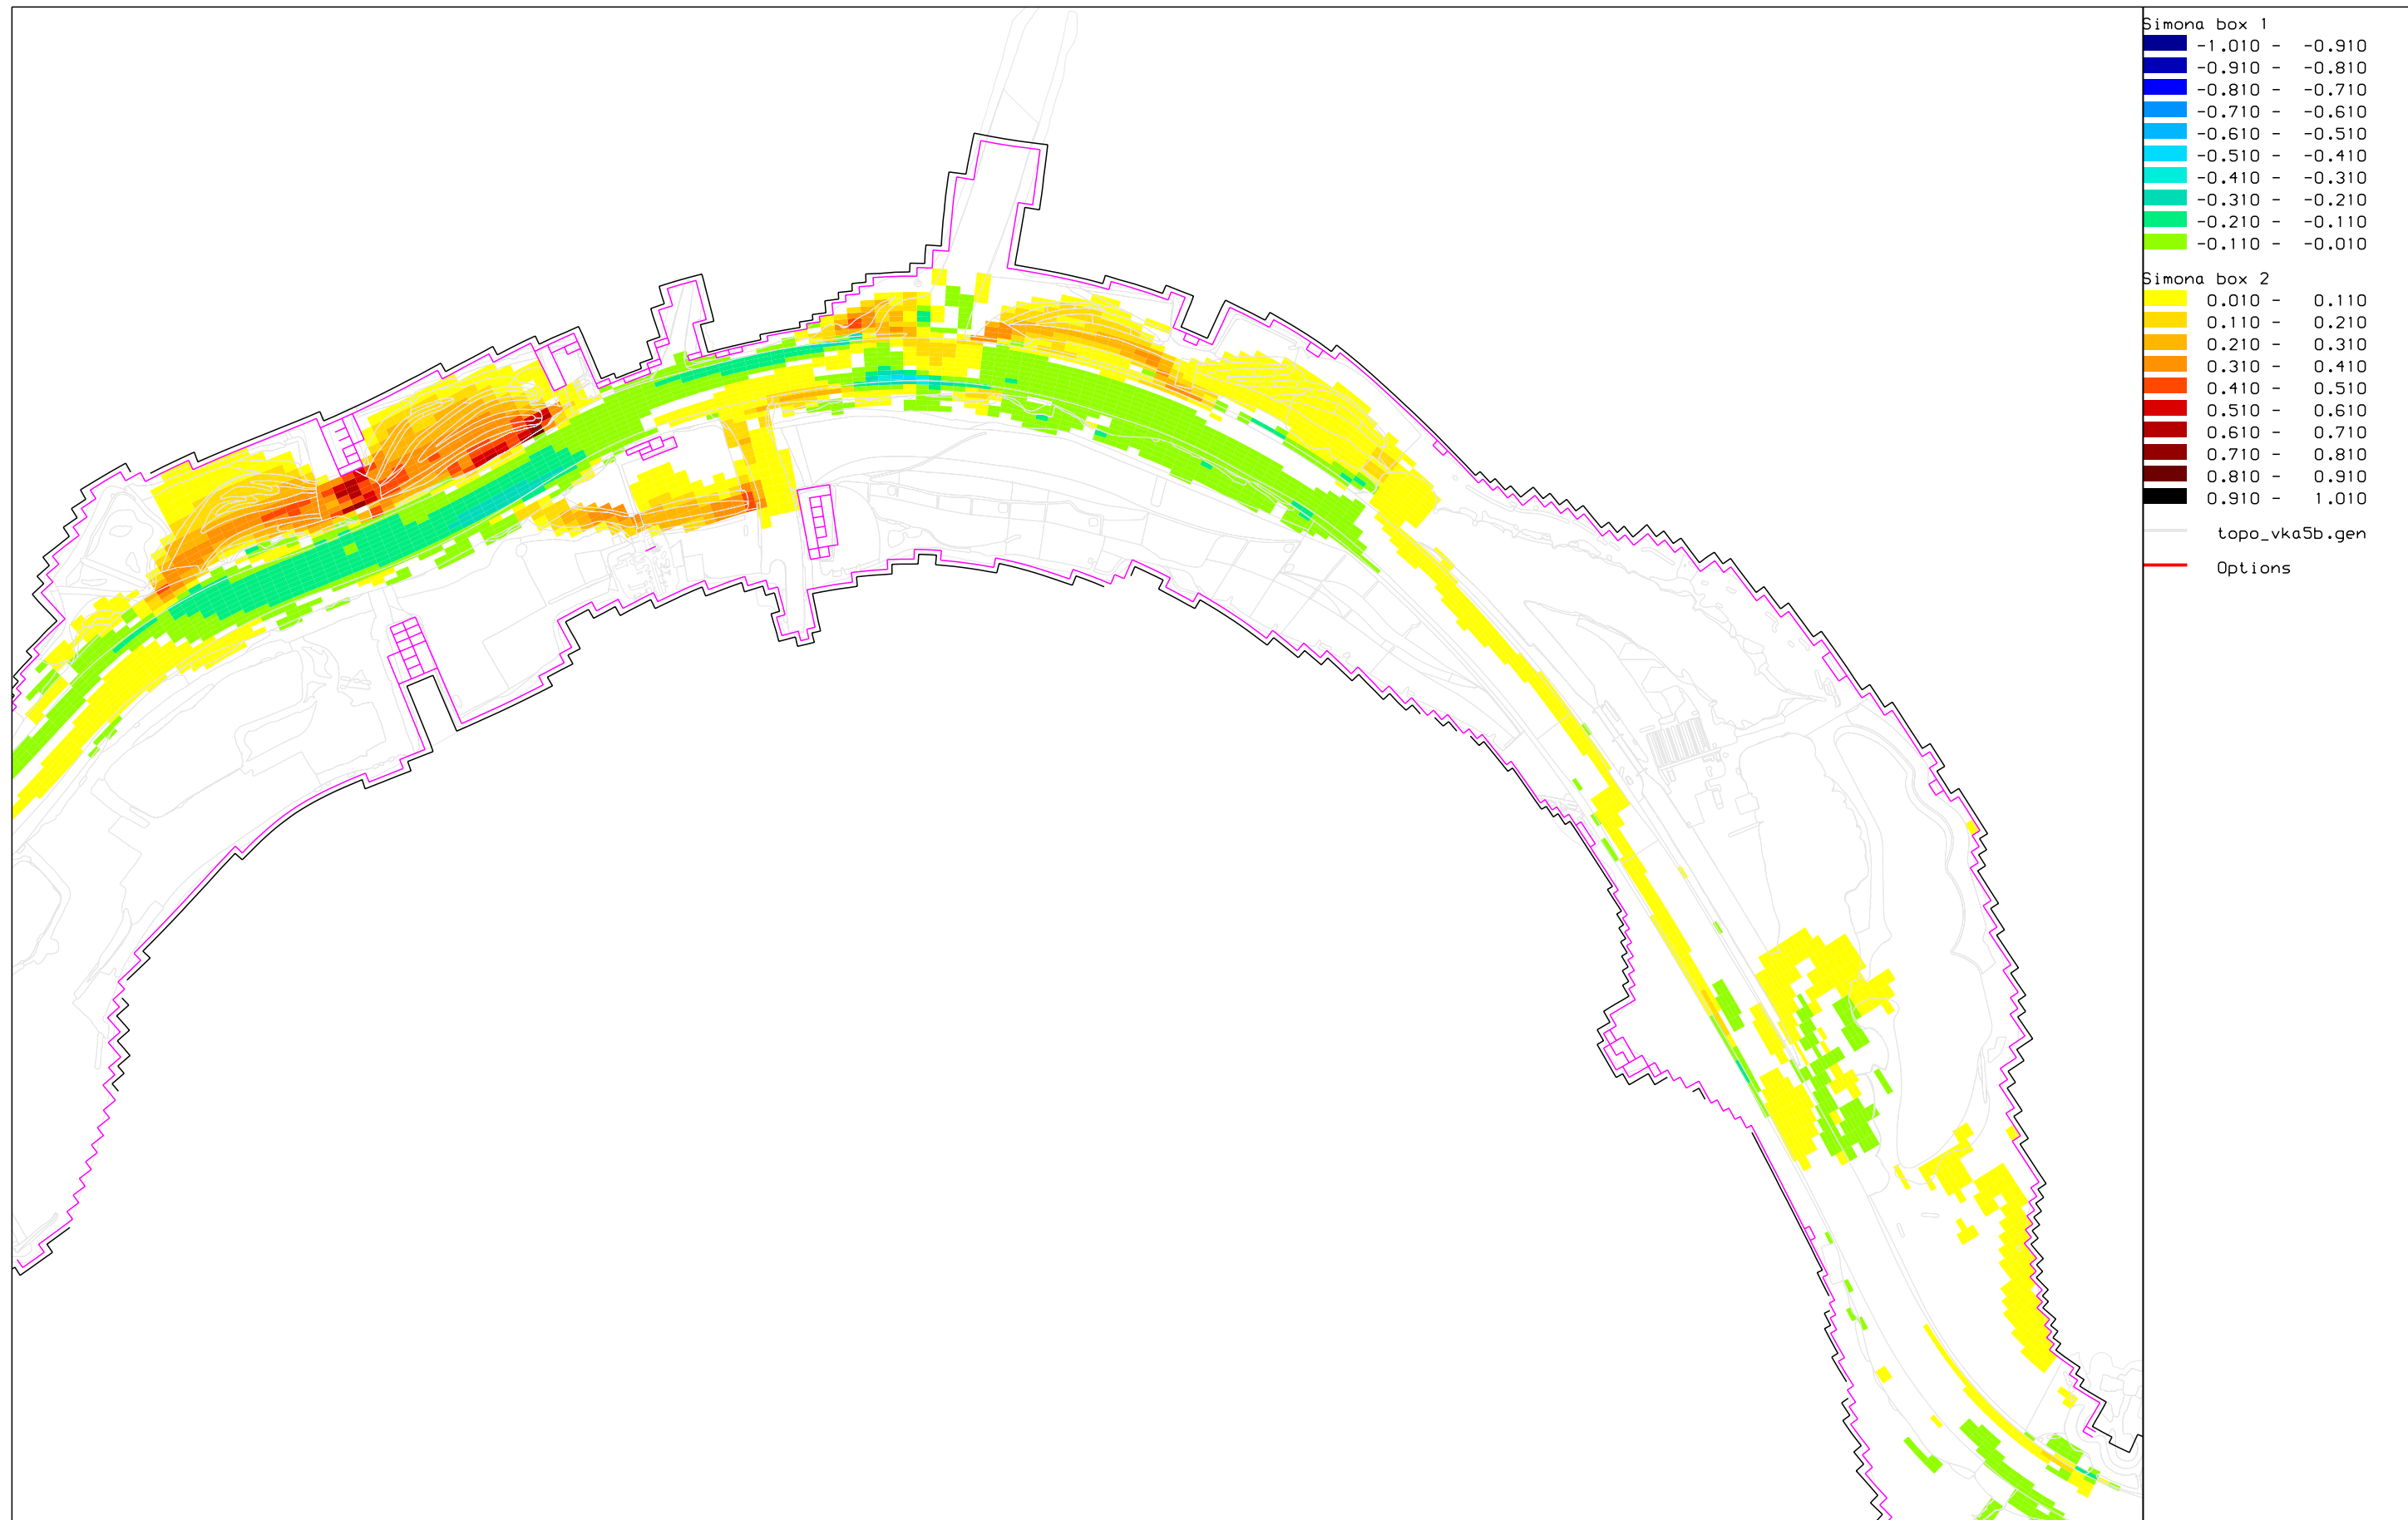 Simona box 1
-1.010 - -0.910
-0.910 - -0.810
-0.810 - -0.710
-0.710 - -0.610
-0.610 - -0.510
-0.510 - -0.410
-0.410 - -0.310
-0.310 - -0.210
-0.210 - -0.110
-0.110 - -0.010
Simona box 2
0.010 - 0.110
0.110 - 0.210
0.210 - 0.310
0.310 - 0.410
0.410 - 0.510
0.510 - 0.610
0.610 - 0.710
0.710 - 0.810
0.810 - 0.910
0.910 - 1.010
topo_vka5b.gen
Options